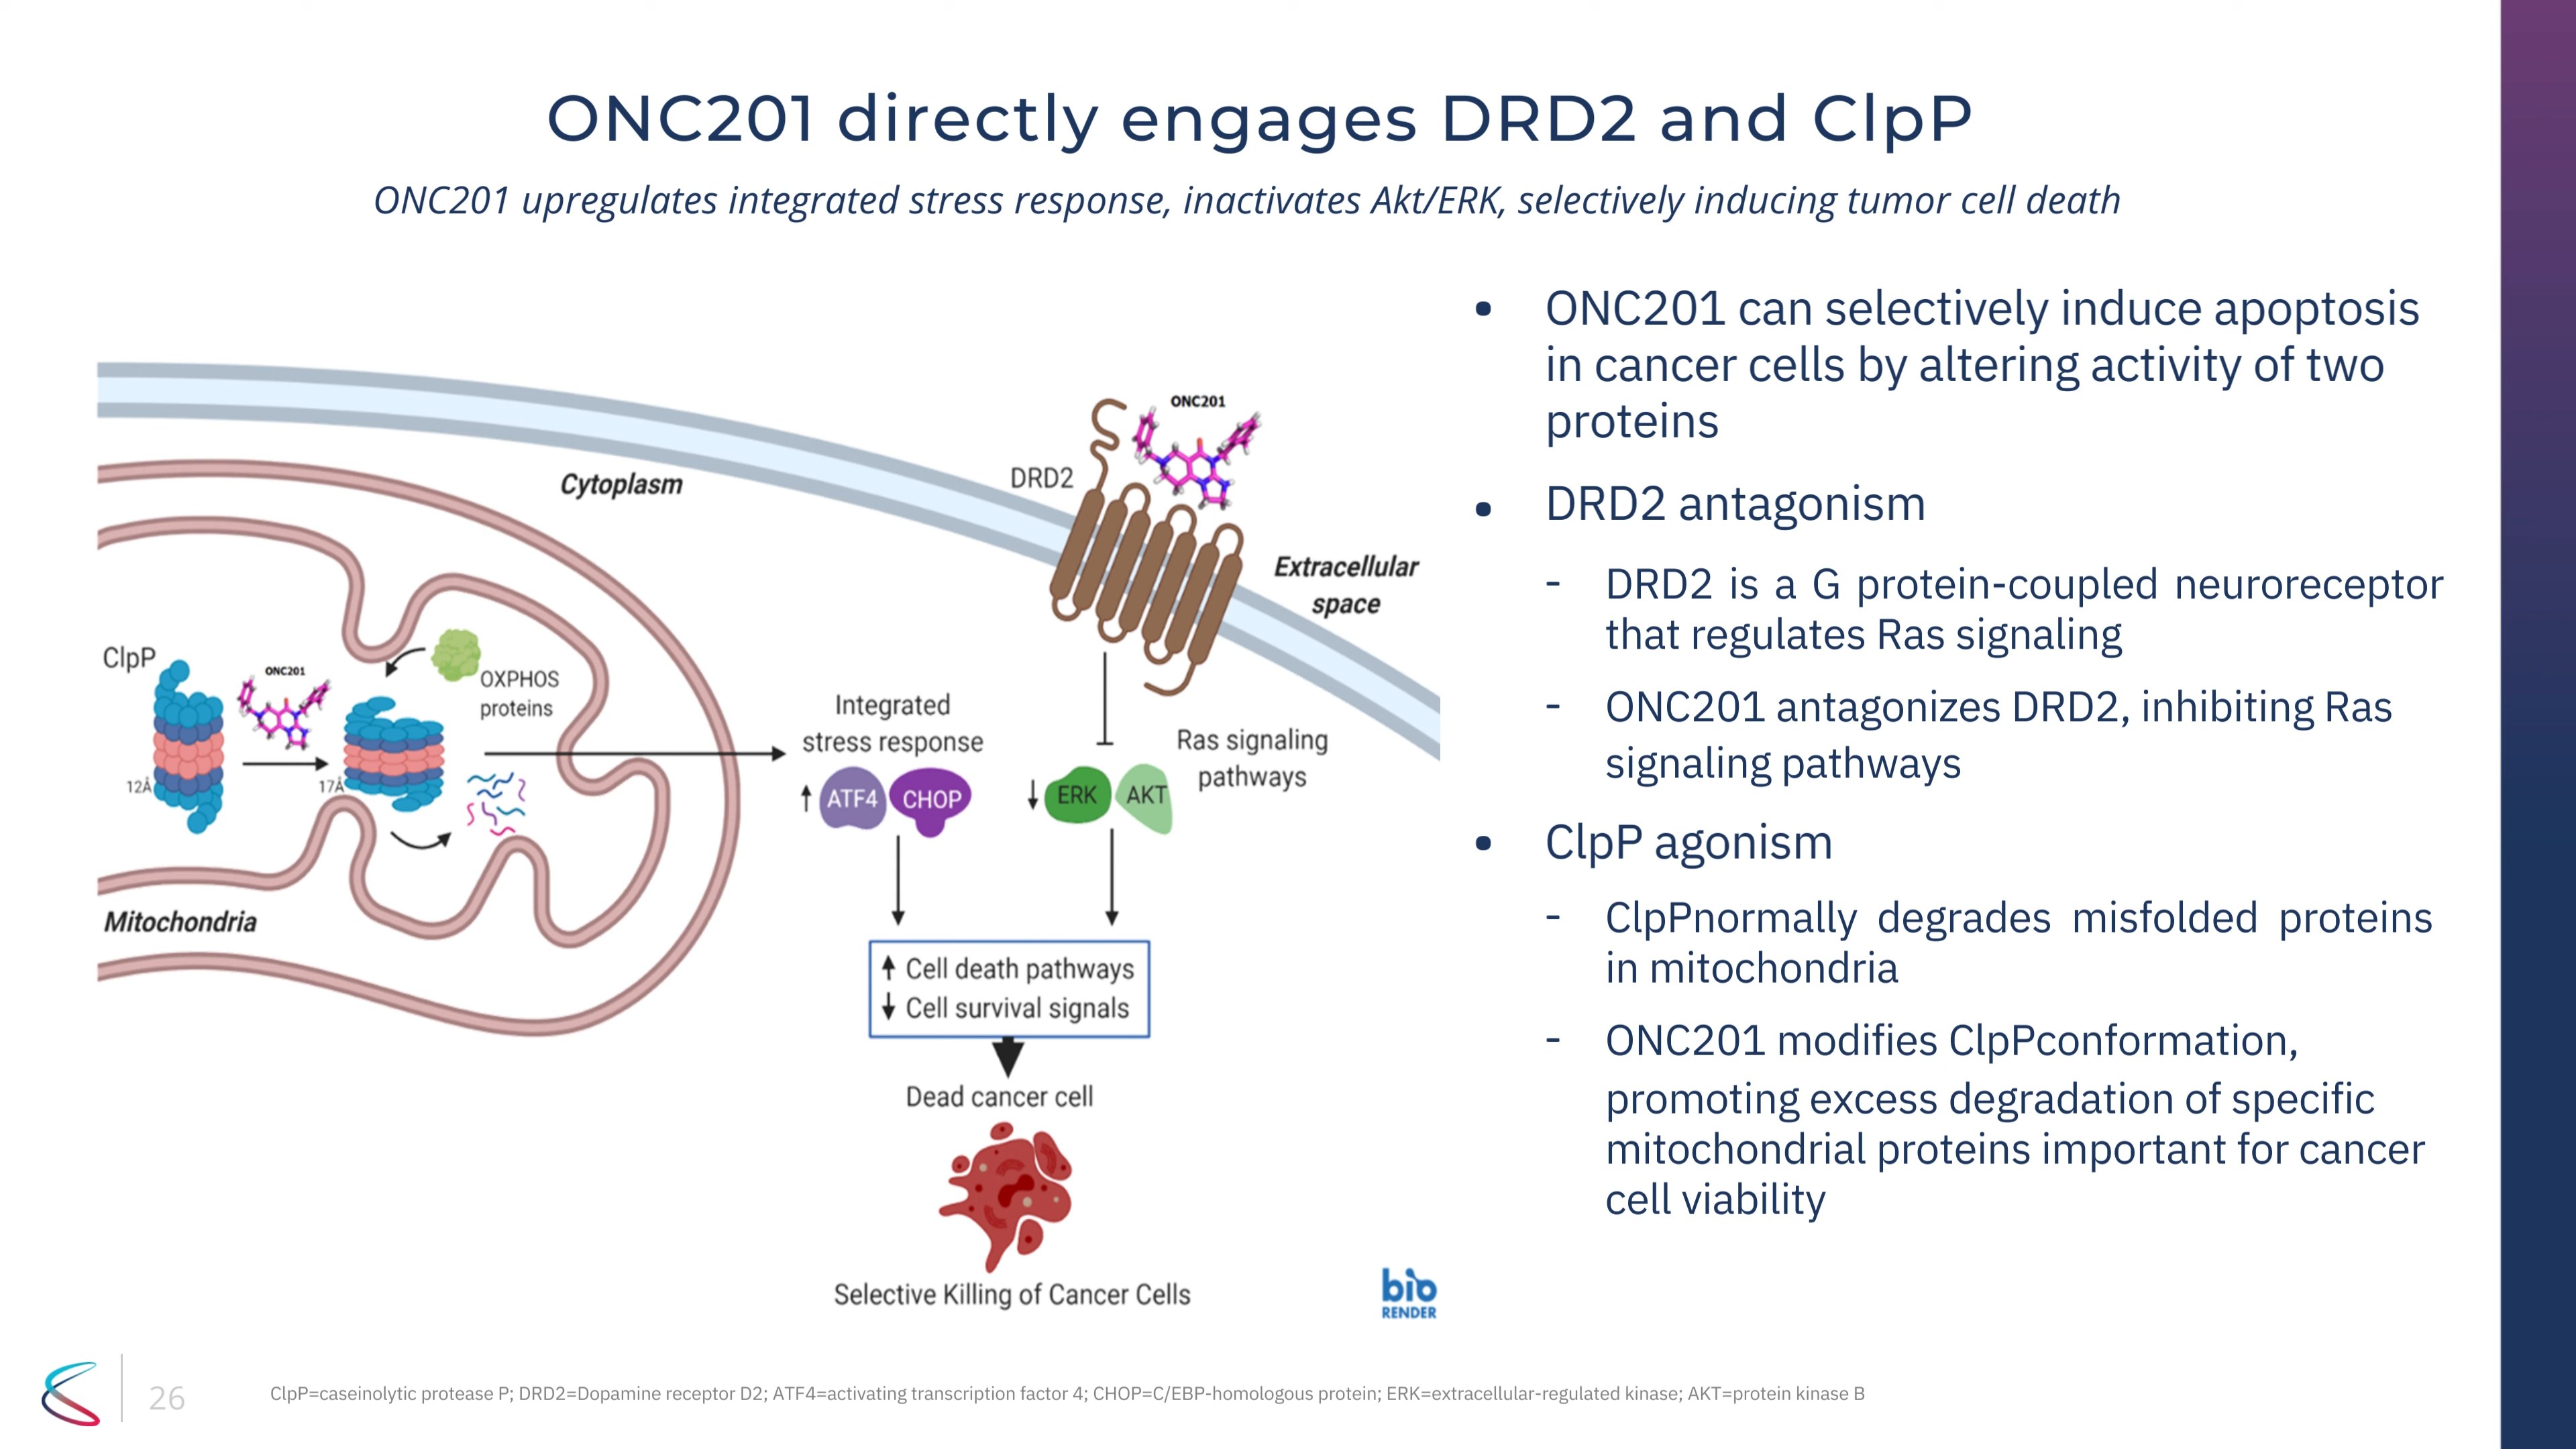 ONC201 directly engages DRD2 and ClpP
ONC201 upregulates integrated stress response, inactivates Akt/ERK, selectively inducing tumor cell death
Cytoplasm
DRD2
ONC201
Extracellular
space
ClpP
ONC201
OXPHOS
proteins
12Å
17Å
Mitochondria
Integrated
stress response
ATF4
CHOP
ERK
AKT
Ras signaling
pathways
Cell death pathways
Cell survival signals
Dead cancer cell
Selective Killing of Cancer Cells
bio
RENDER
• ONC201 can selectively induce apoptosis
in cancer cells by altering activity of two
proteins
• DRD2 antagonism
- DRD2 is a G protein-coupled neuroreceptor
that regulates Ras signaling
- ONC201 antagonizes DRD2, inhibiting Ras
signaling pathways
• ClpP agonism
- ClpPnormally degrades misfolded proteins
in mitochondria
- ONC201 modifies ClpPconformation,
promoting excess degradation of specific
mitochondrial proteins important for cancer
cell viability
26
ClpP=caseinolytic protease P; DRD2=Dopamine receptor D2; ATF4=activating transcription factor 4; CHOP=C/EBP-homologous protein; ERK=extracellular-regulated kinase; AKT=protein kinase B